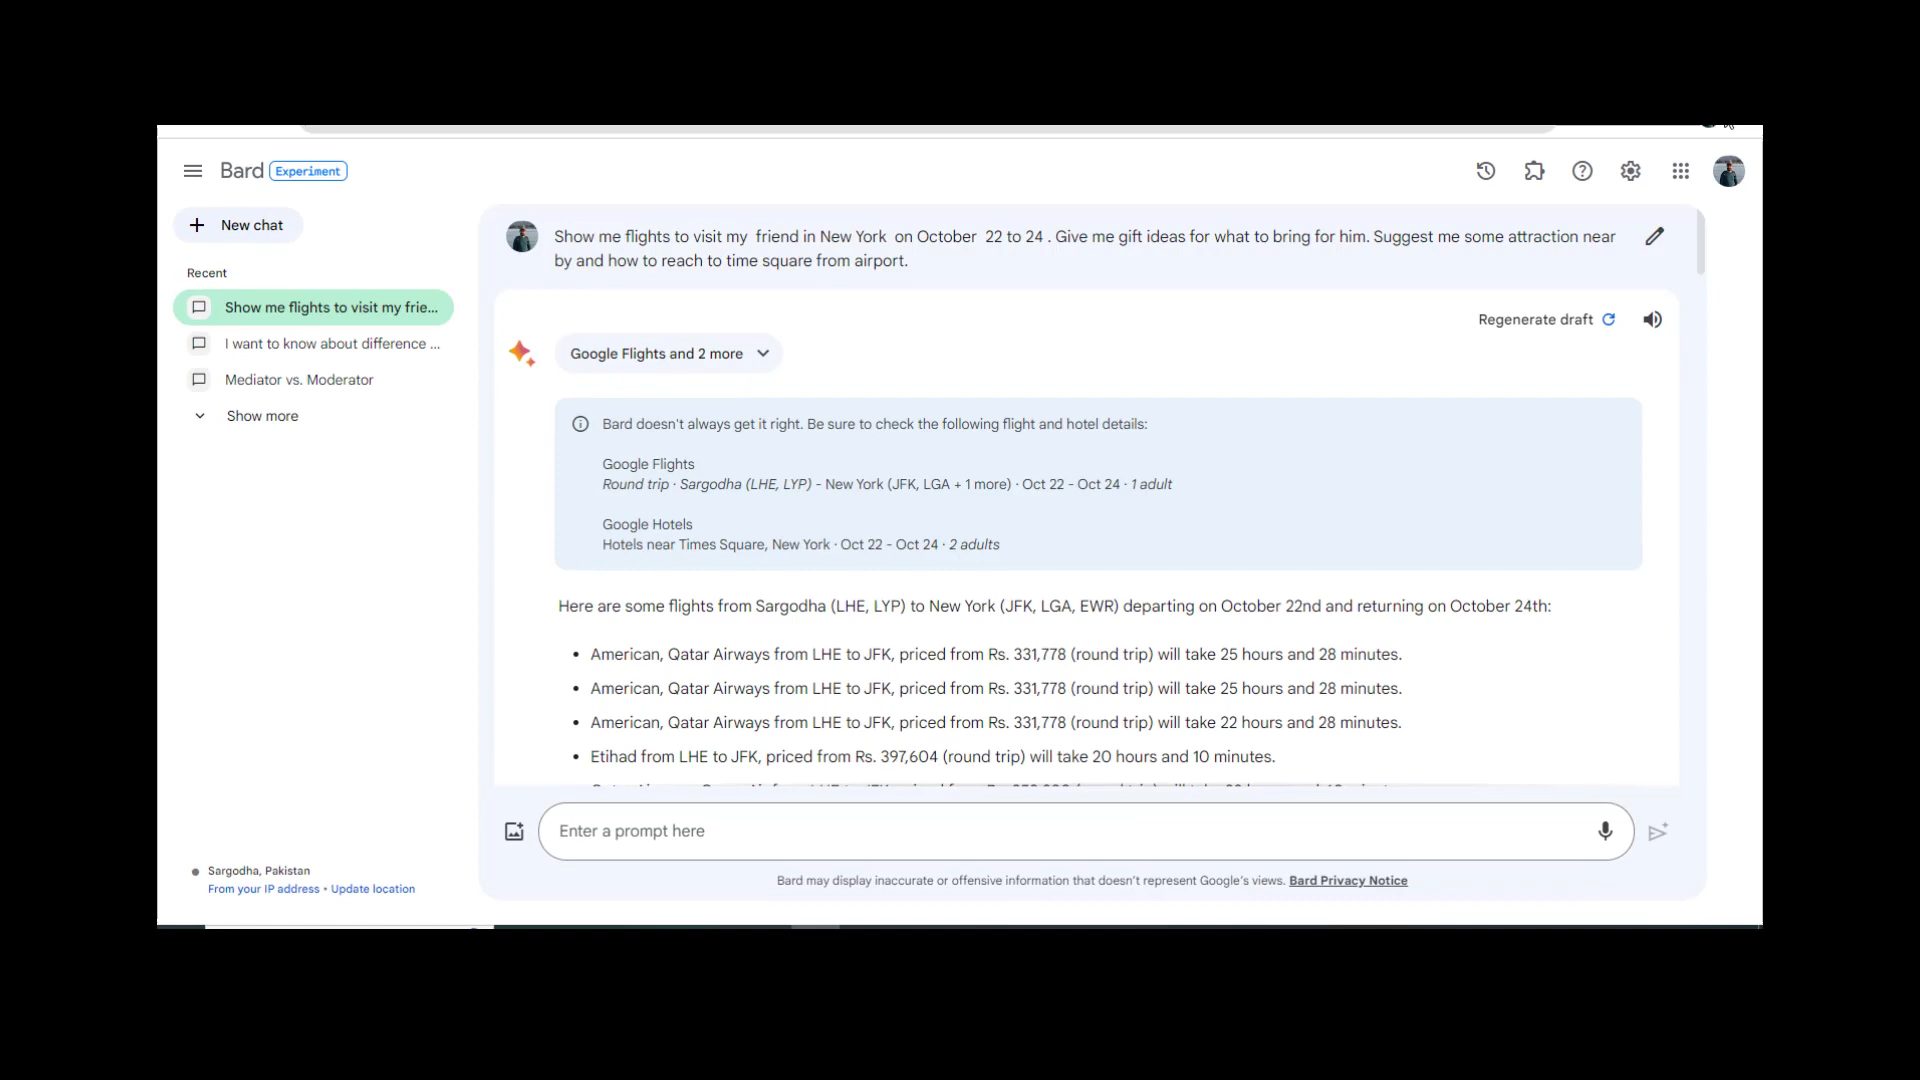 Bard Experiment
New chat
Recent
Show me flights to visit my frie...
I want to know about difference ...
Mediator vs. Moderator
Show more
Sargodha, Pakistan
From your IP address • Update location
Show me flights to visit my friend in New York on October 22 to 24 . Give me gift ideas for what to bring for him. Suggest me some attraction near
by and how to reach to time square from airport.
Regenerate draft
Google Flights and 2 more
Bard doesn't always get it right. Be sure to check the following flight and hotel details:
Google Flights
Round trip · Sargodha (LHE, LYP) - New York (JFK, LGA + 1 more) · Oct 22 - Oct 24 · 1 adult
Google Hotels
Hotels near Times Square, New York · Oct 22 - Oct 24 · 2 adults
Here are some flights from Sargodha (LHE, LYP) to New York (JFK, LGA, EWR) departing on October 22nd and returning on October 24th:
• American, Qatar Airways from LHE to JFK, priced from Rs. 331,778 (round trip) will take 25 hours and 28 minutes.
• American, Qatar Airways from LHE to JFK, priced from Rs. 331,778 (round trip) will take 25 hours and 28 minutes.
• American, Qatar Airways from LHE to JFK, priced from Rs. 331,778 (round trip) will take 22 hours and 28 minutes.
• Etihad from LHE to JFK, priced from Rs. 397,604 (round trip) will take 20 hours and 10 minutes.
Enter a prompt here
Bard may display inaccurate or offensive information that doesn't represent Google's views. Bard Privacy Notice